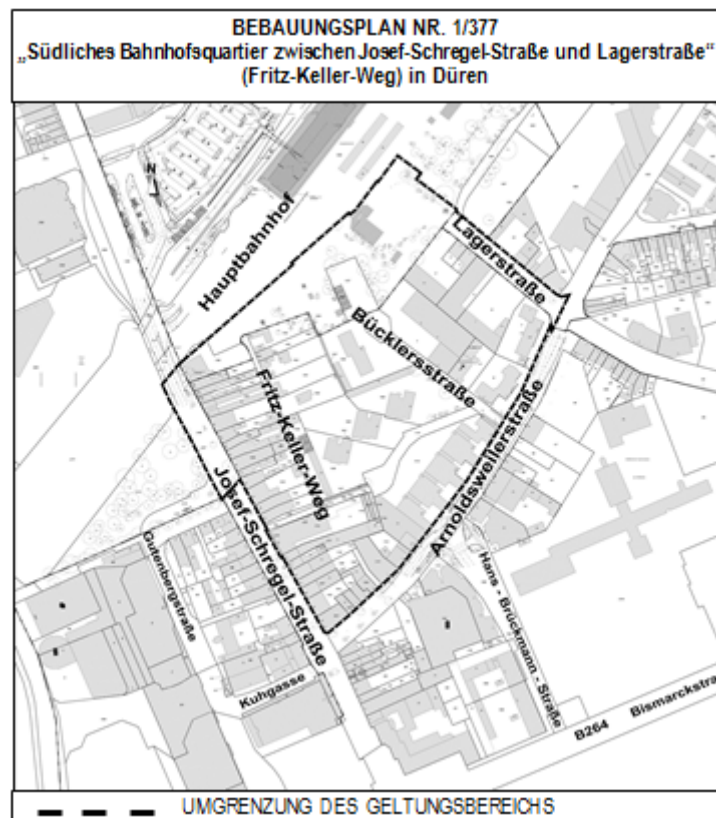 BEBAUUNGSPLAN NR. 1/377
„Südliches Bahnhofsquartier zwischen Josef-Schregel-Straße und Lagerstraße“
(Fritz-Keller-Weg) in Düren
N
Hauptbahnhof
Lagerstraße
Bücklersstraße
Fritz-Keller-Weg
Arnoldsweilerstraße
Josef-Schregel-Straße
Gutenbergstraße
Hans - Brückmann - Straße
Kuhgasse
B264 Bismarckstra
UMGRENZUNG DES GELTUNGSBEREICHS